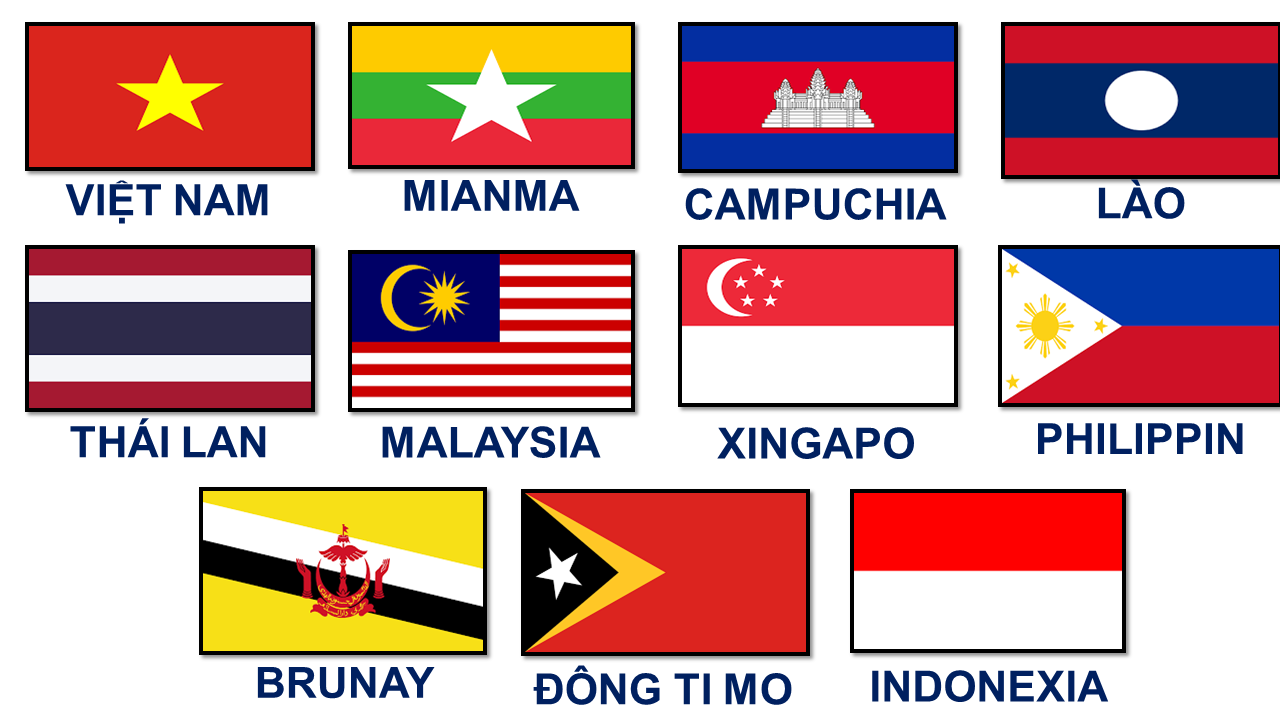 VIỆT NAM
MIANMA
CAMPUCHIA
LÀO
THÁI LAN
MALAYSIA
XINGAPO
PHILIPPIN
BRUNAY
ĐÔNG TI MO
INDONEXIA